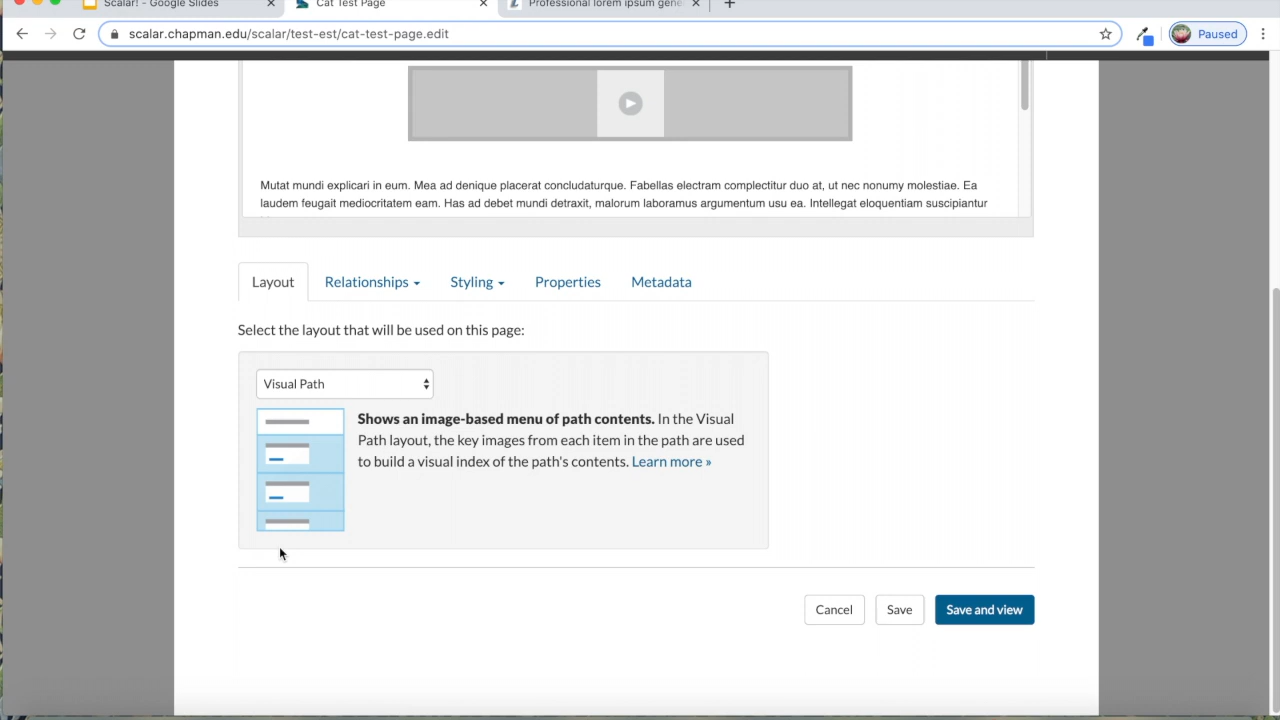 Scalar! - Google Slides
Cat Test Page
Professional lorem ipsum gene
scalar.chapman.edu/scalar/test-est/cat-test-page.edit
Paused
Mutat mundi explicari in eum. Mea ad denique placerat concludaturque. Fabellas electram complectitur duo at, ut nec nonumy molestiae. Ea
laudem feugait mediocritatem eam. Has ad debet mundi detraxit, malorum laboramus argumentum usu ea. Intellegat eloquentiam suscipiantur
Layout
Relationships
Styling
Properties
Metadata
Select the layout that will be used on this page:
Visual Path
Shows an image-based menu of path contents. In the Visual
Path layout, the key images from each item in the path are used
to build a visual index of the path's contents. Learn more »
Cancel
Save
Save and view